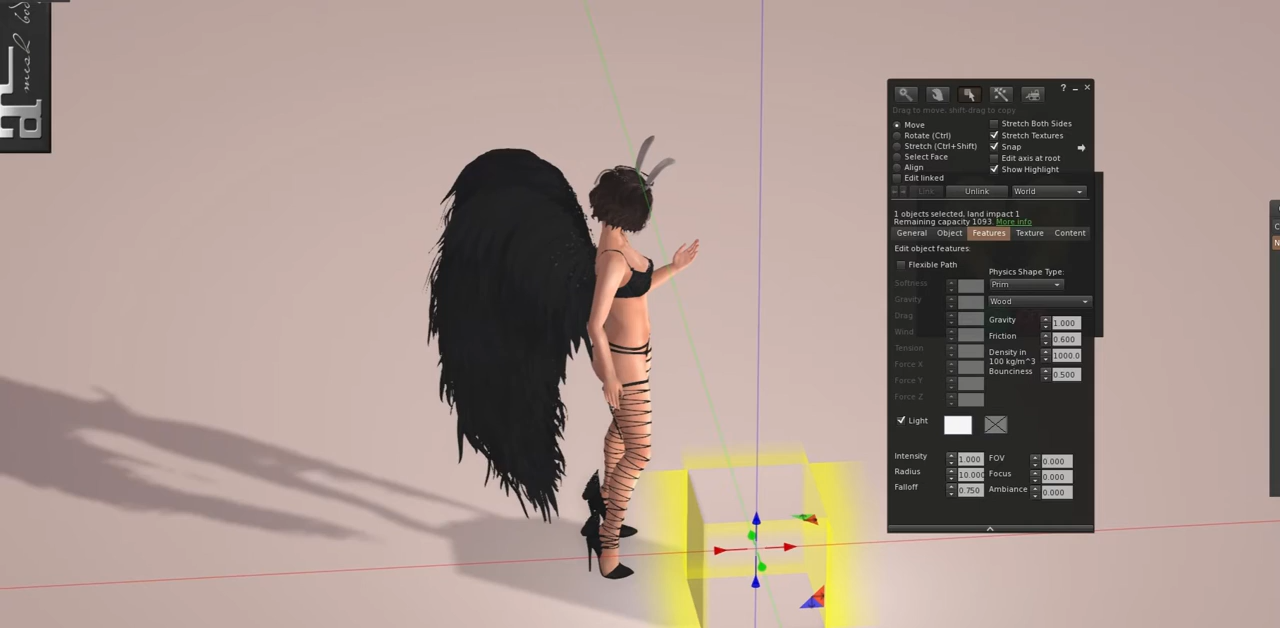 mesh bod
? _ ×
Drag to move, shift-drag to copy
Move
Rotate (Ctrl)
Stretch (Ctrl+Shift)
Select Face
Align
Edit linked
Stretch Both Sides
Stretch Textures
Snap
Edit axis at root
Show Highlight
Link Unlink World
1 objects selected, land impact 1
Remaining capacity 1093. More info
General Object Features Texture Content
Edit object features:
Flexible Path
Softness
Gravity
Drag
Wind
Tension
Force X
Force Y
Force Z
Physics Shape Type:
Prim
Wood
Gravity 1.000
Friction 0.600
Density in
100 kg/m^3 1000.0
Bounciness 0.500
Light
Intensity 1.000
Radius 10.000
Falloff 0.750
FOV 0.000
Focus 0.000
Ambiance 0.000